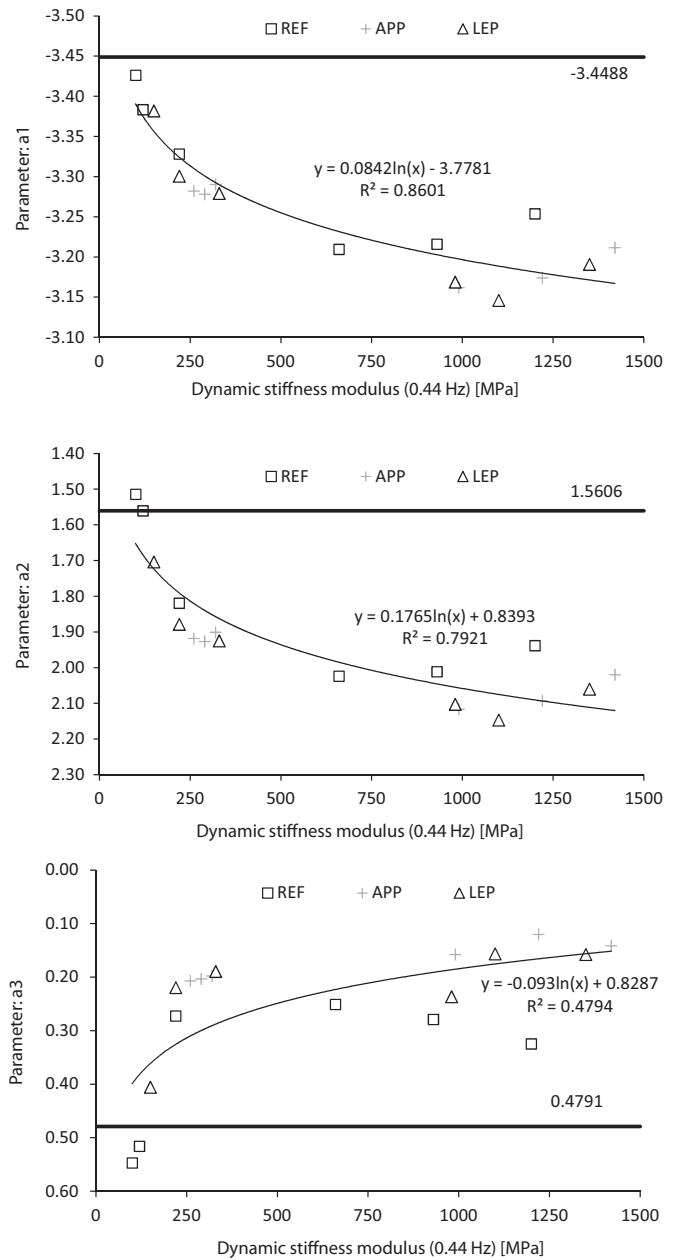 -3.50
REF APP LEP
-3.45
-3.4488
-3.40
-3.35
y = 0.0842ln(x) - 3.7781
-3.30
R² = 0.8601
-3.25
-3.20
-3.15
-3.10
Parameter: a1
0 250 500 750 1000 1250 1500
Dynamic stiffness modulus (0.44 Hz) [MPa]
1.40
REF APP LEP
1.50
1.5606
1.60
1.70
1.80
y = 0.1765ln(x) + 0.8393
1.90
R² = 0.7921
2.00
2.10
2.20
2.30
Parameter: a2
0 250 500 750 1000 1250 1500
Dynamic stiffness modulus (0.44 Hz) [MPa]
0.00
REF APP LEP
0.10
0.20
y = -0.093ln(x) + 0.8287
R² = 0.4794
0.30
0.40
0.4791
0.50
0.60
Parameter: a3
0 250 500 750 1000 1250 1500
Dynamic stiffness modulus (0.44 Hz) [MPa]